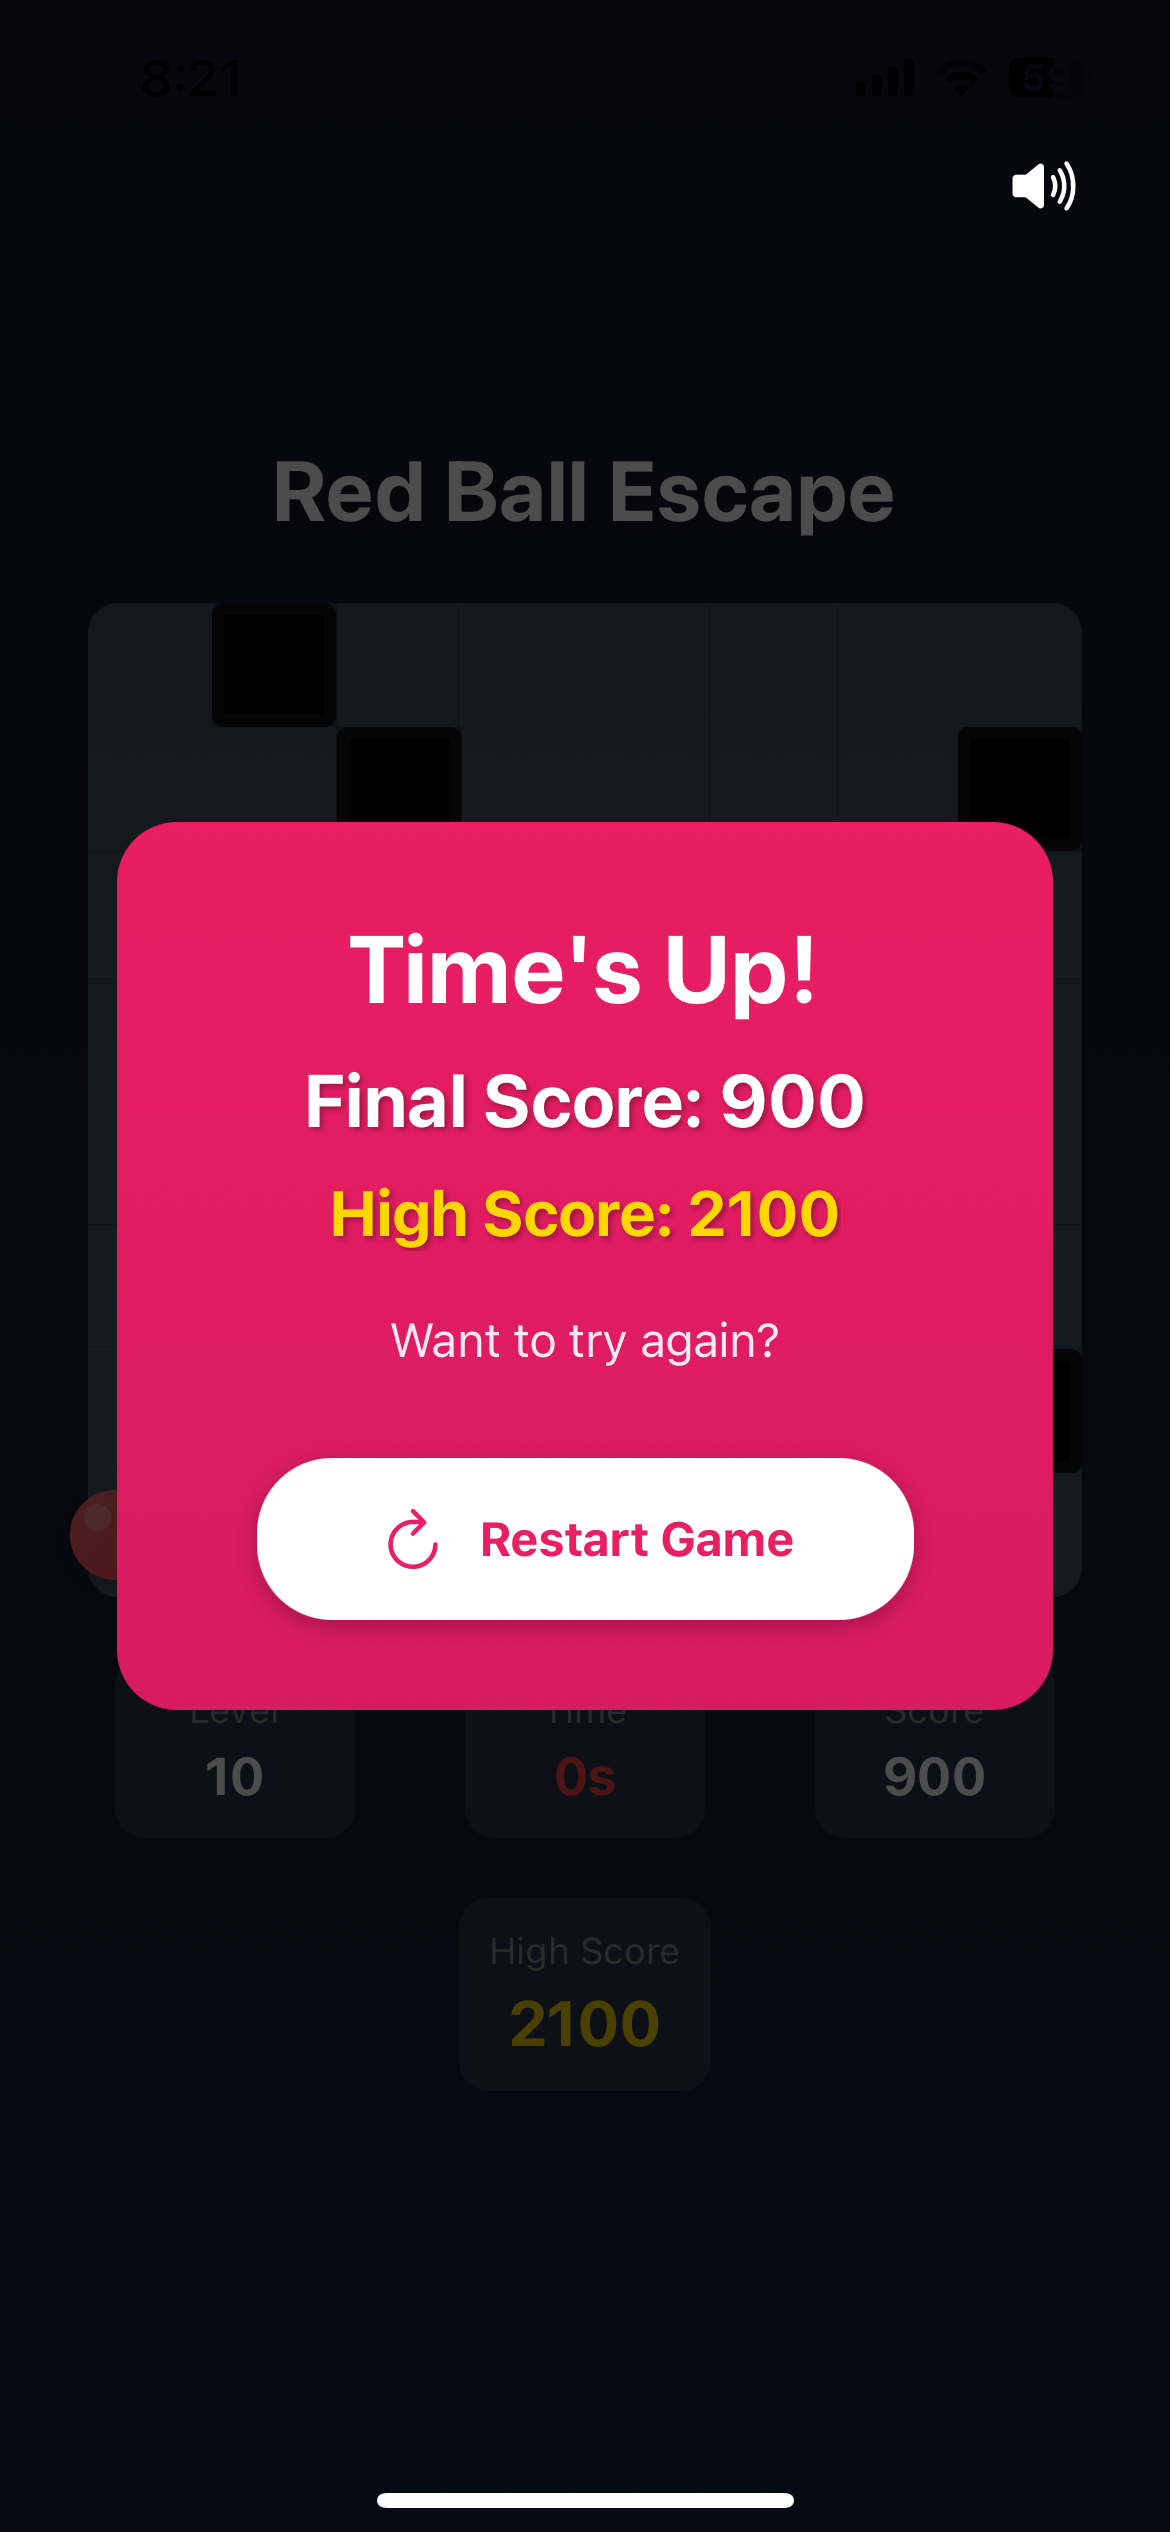 8:21
59
Red Ball Escape
Time's Up!
Final Score: 900
High Score: 2100
Want to try again?
Restart Game
Level Time Score
10 0s 900
High Score
2100